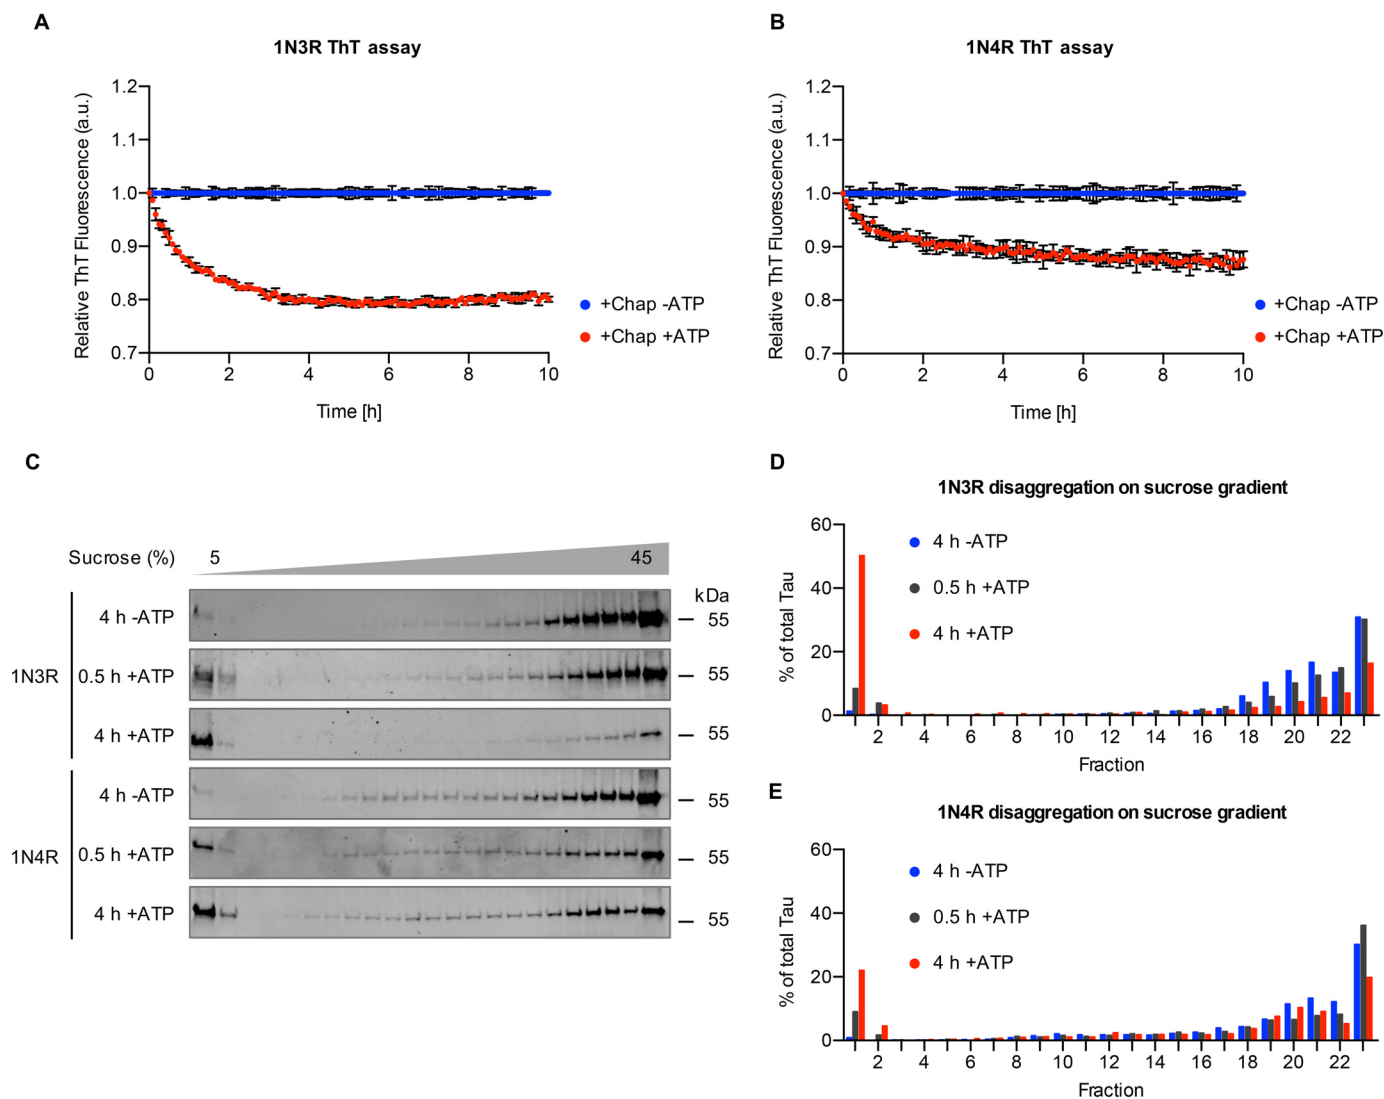 A
1N3R ThT assay
Relative ThT Fluorescence (a.u.)
1.2
1.1
1.0
0.9
0.8
0.7
0 2 4 6 8 10
Time [h]
+Chap -ATP
+Chap +ATP
B
1N4R ThT assay
Relative ThT Fluorescence (a.u.)
1.2
1.1
1.0
0.9
0.8
0.7
0 2 4 6 8 10
Time [h]
+Chap -ATP
+Chap +ATP
C
Sucrose (%) 5 45
kDa
1N3R
4 h -ATP 55
0.5 h +ATP 55
4 h +ATP 55
1N4R
4 h -ATP 55
0.5 h +ATP 55
4 h +ATP 55
D
1N3R disaggregation on sucrose gradient
% of total Tau
60
40
20
0
4 h -ATP
0.5 h +ATP
4 h +ATP
2 4 6 8 10 12 14 16 18 20 22
Fraction
E
1N4R disaggregation on sucrose gradient
% of total Tau
60
40
20
0
4 h -ATP
0.5 h +ATP
4 h +ATP
2 4 6 8 10 12 14 16 18 20 22
Fraction